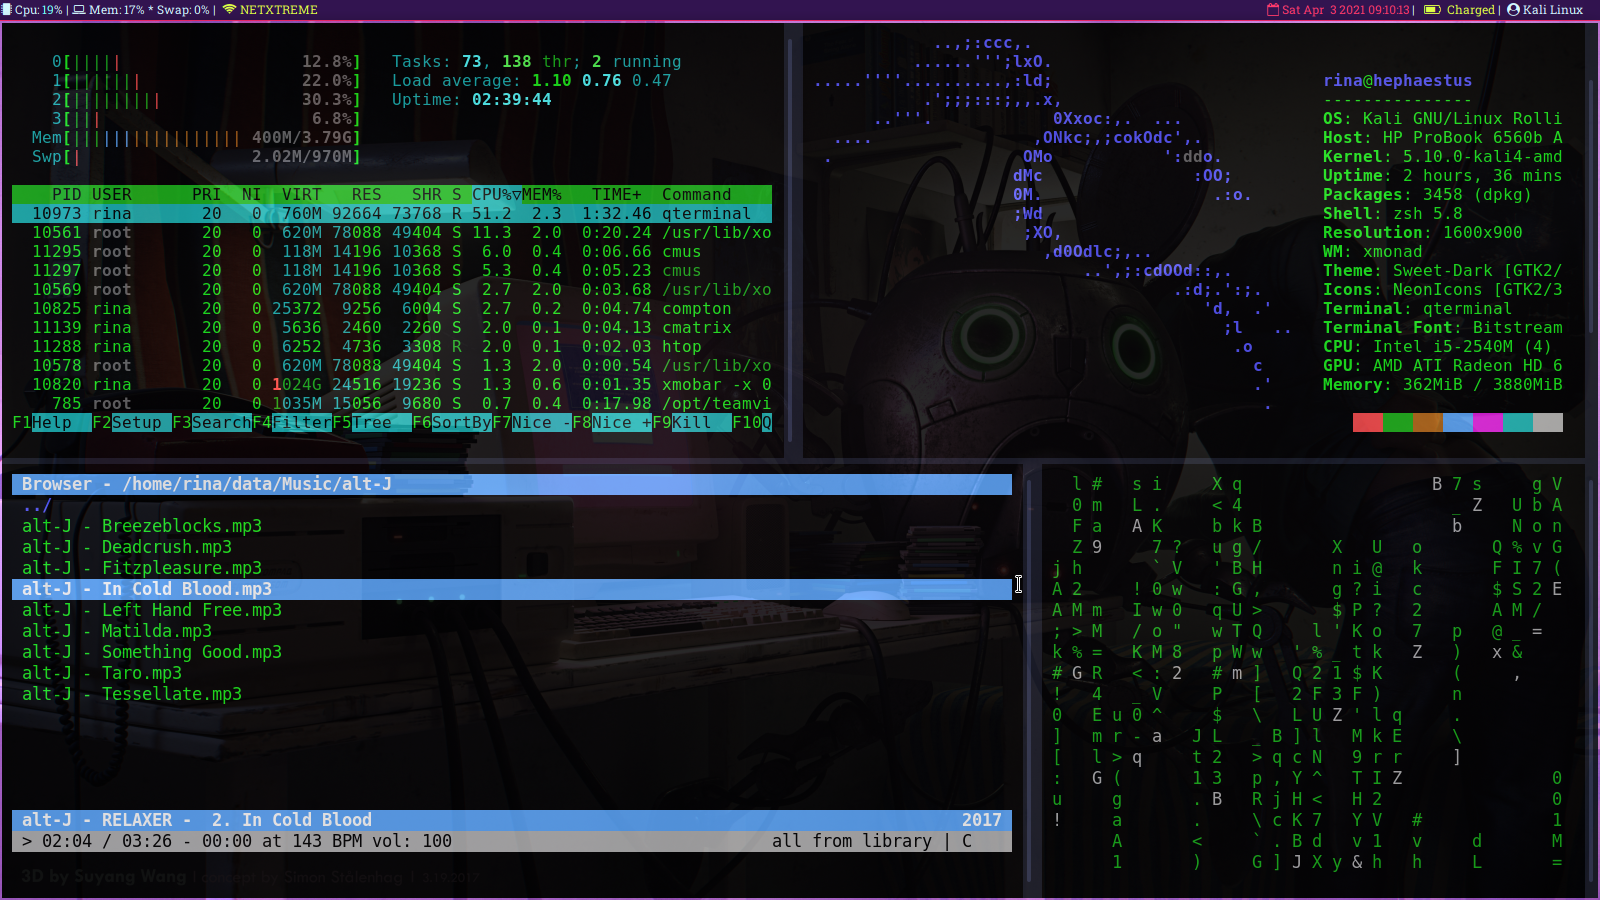 Cpu: 19% | Mem: 17% * Swap: 0% | NETXTREME
Sat Apr 3 2021 09:10:13 | Charged | Kali Linux
0[||||| 12.8%]
1[||||||| 22.0%]
2[||||||||| 30.3%]
3[||| 6.8%]
Mem[||||||||||||||||| 400M/3.79G]
Swp[| 2.02M/970M]
Tasks: 73, 138 thr; 2 running
Load average: 1.10 0.76 0.47
Uptime: 02:39:44
PID USER PRI NI VIRT RES SHR S CPU%▽MEM% TIME+ Command
10973 rina 20 0 760M 92664 73768 R 51.2 2.3 1:32.46 qterminal
10561 root 20 0 620M 78088 49404 S 11.3 2.0 0:20.24 /usr/lib/xo
11295 root 20 0 118M 14196 10368 S 6.0 0.4 0:06.66 cmus
11297 root 20 0 118M 14196 10368 S 5.3 0.4 0:05.23 cmus
10569 root 20 0 620M 78088 49404 S 2.7 2.0 0:03.68 /usr/lib/xo
10825 rina 20 0 25372 9256 6004 S 2.7 0.2 0:04.74 compton
11139 rina 20 0 5636 2460 2260 S 2.0 0.1 0:04.13 cmatrix
11288 rina 20 0 6252 4736 3308 R 2.0 0.1 0:02.03 htop
10578 root 20 0 620M 78088 49404 S 1.3 2.0 0:00.54 /usr/lib/xo
10820 rina 20 0 1024G 24516 19236 S 1.3 0.6 0:01.35 xmobar -x 0
785 root 20 0 1035M 15056 9680 S 0.7 0.4 0:17.98 /opt/teamvi
F1Help F2Setup F3SearchF4FilterF5Tree F6SortByF7Nice -F8Nice +F9Kill F10Q
..,;:ccc,.
......''';lxO.
.....''''..........,:ld;
.';;;:::;,,.x,
..'''. 0Xxoc:,. ...
.... ,ONkc;,;cokOdc',.
. OMo ':ddo.
dMc :OO;
0M. .:o.
;Wd
;XO,
,d0Odlc;,..
..',;:cdOOd::,.
.:d;.':;.
'd, .'
;l ..
.o
c
.'
.
rina@hephaestus
---------------
OS: Kali GNU/Linux Rolli
Host: HP ProBook 6560b A
Kernel: 5.10.0-kali4-amd
Uptime: 2 hours, 36 mins
Packages: 3458 (dpkg)
Shell: zsh 5.8
Resolution: 1600x900
WM: xmonad
Theme: Sweet-Dark [GTK2/
Icons: NeonIcons [GTK2/3
Terminal: qterminal
Terminal Font: Bitstream
CPU: Intel i5-2540M (4)
GPU: AMD ATI Radeon HD 6
Memory: 362MiB / 3880MiB
Browser - /home/rina/data/Music/alt-J
../
alt-J - Breezeblocks.mp3
alt-J - Deadcrush.mp3
alt-J - Fitzpleasure.mp3
alt-J - In Cold Blood.mp3
alt-J - Left Hand Free.mp3
alt-J - Matilda.mp3
alt-J - Something Good.mp3
alt-J - Taro.mp3
alt-J - Tessellate.mp3
alt-J - RELAXER - 2. In Cold Blood 2017
> 02:04 / 03:26 - 00:00 at 143 BPM vol: 100 all from library | C
3D by Suyang Wang | concept by Simon Stålenhag | 3.19.2017
l # s i X q B 7 s g V
0 m L . < 4 _ Z U b A
F a A K b k B b N o n
Z 9 7 ? u g / X U o Q % v G
j h ` V ' B H n i @ k F I 7 (
A 2 ! 0 w : G , g ? i c $ S 2 E
A M m I w 0 q U > $ P ? 2 A M /
; > M / o " w T Q l ' K o 7 p @ _ =
k % = K M 8 p W w ' % _ t k Z ) x &
# G R < : 2 # m ] Q 2 1 $ K ( ,
! 4 _ V P [ 2 F 3 F ) n
0 E u 0 ^ $ \ L U Z ' l q .
] m r - a J L _ B ] l M k E \
[ l > q t 2 > q c N 9 r r ]
: G ( 1 3 p , Y ^ T I Z 0
u g . B R j H < H 2 0
! a . \ c K 7 Y V # 1
A < ` . B d v 1 v d M
1 ) G ] J X y & h h L =